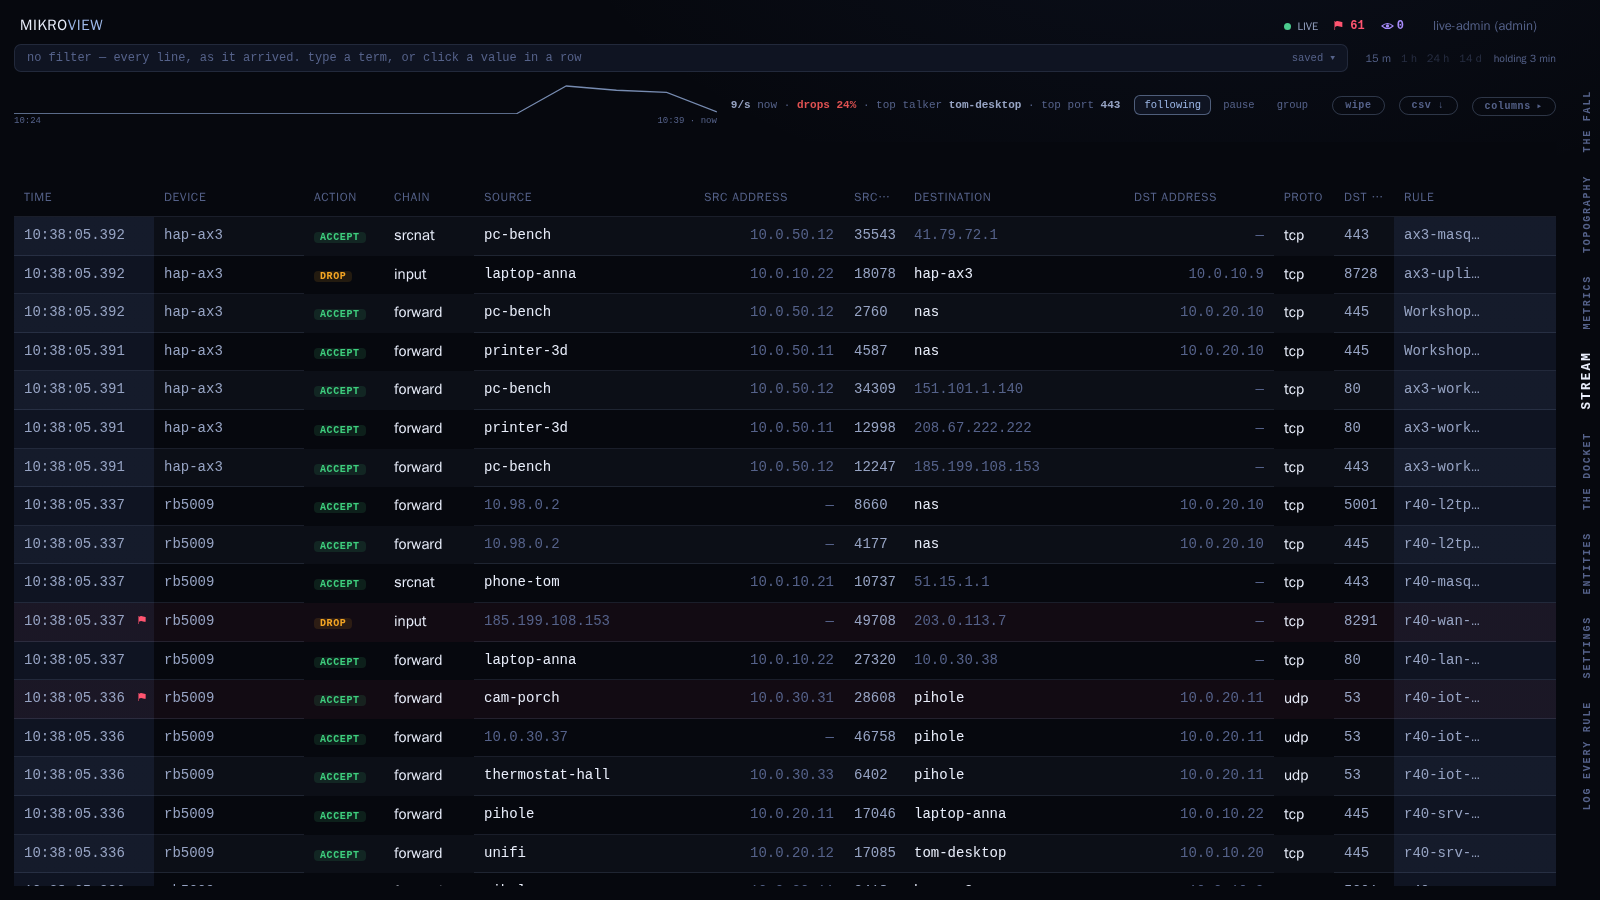 MIKROVIEW
LIVE 61 0 live-admin (admin)
no filter — every line, as it arrived. type a term, or click a value in a row saved ▾ 15 m 1 h 24 h 14 d holding 3 min
9/s now · drops 24% · top talker tom-desktop · top port 443 following pause group wipe csv ↓ columns ▸
10:24 10:39 · now
TIME DEVICE ACTION CHAIN SOURCE SRC ADDRESS SRC⋯ DESTINATION DST ADDRESS PROTO DST ⋯ RULE
10:38:05.392 hap-ax3 ACCEPT srcnat pc-bench 10.0.50.12 35543 41.79.72.1 — tcp 443 ax3-masq…
10:38:05.392 hap-ax3 DROP input laptop-anna 10.0.10.22 18078 hap-ax3 10.0.10.9 tcp 8728 ax3-upli…
10:38:05.392 hap-ax3 ACCEPT forward pc-bench 10.0.50.12 2760 nas 10.0.20.10 tcp 445 Workshop…
10:38:05.391 hap-ax3 ACCEPT forward printer-3d 10.0.50.11 4587 nas 10.0.20.10 tcp 445 Workshop…
10:38:05.391 hap-ax3 ACCEPT forward pc-bench 10.0.50.12 34309 151.101.1.140 — tcp 80 ax3-work…
10:38:05.391 hap-ax3 ACCEPT forward printer-3d 10.0.50.11 12998 208.67.222.222 — tcp 80 ax3-work…
10:38:05.391 hap-ax3 ACCEPT forward pc-bench 10.0.50.12 12247 185.199.108.153 — tcp 443 ax3-work…
10:38:05.337 rb5009 ACCEPT forward 10.98.0.2 — 8660 nas 10.0.20.10 tcp 5001 r40-l2tp…
10:38:05.337 rb5009 ACCEPT forward 10.98.0.2 — 4177 nas 10.0.20.10 tcp 445 r40-l2tp…
10:38:05.337 rb5009 ACCEPT srcnat phone-tom 10.0.10.21 10737 51.15.1.1 — tcp 443 r40-masq…
10:38:05.337 rb5009 DROP input 185.199.108.153 — 49708 203.0.113.7 — tcp 8291 r40-wan-…
10:38:05.337 rb5009 ACCEPT forward laptop-anna 10.0.10.22 27320 10.0.30.38 — tcp 80 r40-lan-…
10:38:05.336 rb5009 ACCEPT forward cam-porch 10.0.30.31 28608 pihole 10.0.20.11 udp 53 r40-iot-…
10:38:05.336 rb5009 ACCEPT forward 10.0.30.37 — 46758 pihole 10.0.20.11 udp 53 r40-iot-…
10:38:05.336 rb5009 ACCEPT forward thermostat-hall 10.0.30.33 6402 pihole 10.0.20.11 udp 53 r40-iot-…
10:38:05.336 rb5009 ACCEPT forward pihole 10.0.20.11 17046 laptop-anna 10.0.10.22 tcp 445 r40-srv-…
10:38:05.336 rb5009 ACCEPT forward unifi 10.0.20.12 17085 tom-desktop 10.0.10.20 tcp 445 r40-srv-…
THE FALL
TOPOGRAPHY
METRICS
STREAM
THE DOCKET
ENTITIES
SETTINGS
LOG EVERY RULE